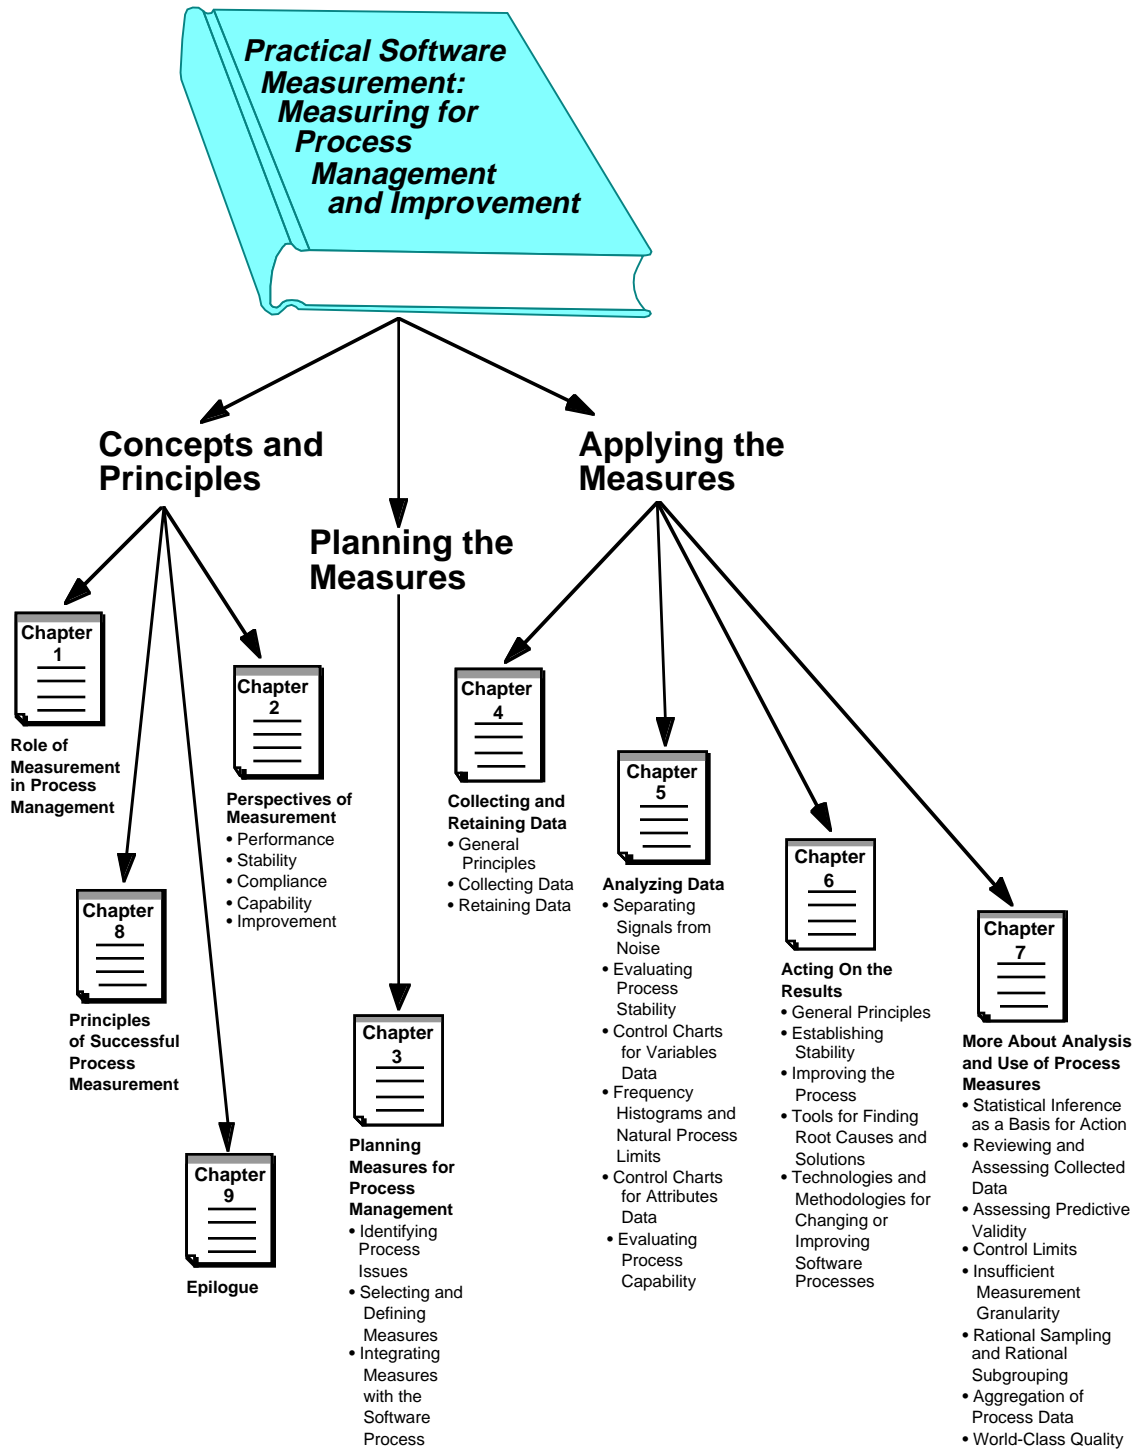 Practical Software
Measurement:
Measuring for
Process
Management
and Improvement
Concepts and
Principles
Applying the
Measures
Planning the
Measures
Chapter
1
Role of
Measurement
in Process
Management
Chapter
2
Perspectives of
Measurement
• Performance
• Stability
• Compliance
• Capability
• Improvement
Chapter
8
Principles
of Successful
Process
Measurement
Chapter
9
Epilogue
Chapter
3
Planning
Measures for
Process
Management
• Identifying
Process
Issues
• Selecting and
Defining
Measures
• Integrating
Measures
with the
Software
Process
Chapter
4
Collecting and
Retaining Data
• General
Principles
• Collecting Data
• Retaining Data
Chapter
5
Analyzing Data
• Separating
Signals from
Noise
• Evaluating
Process
Stability
• Control Charts
for Variables
Data
• Frequency
Histograms and
Natural Process
Limits
• Control Charts
for Attributes
Data
• Evaluating
Process
Capability
Chapter
6
Acting On the
Results
• General Principles
• Establishing
Stability
• Improving the
Process
• Tools for Finding
Root Causes and
Solutions
• Technologies and
Methodologies for
Changing or
Improving
Software
Processes
Chapter
7
More About Analysis
and Use of Process
Measures
• Statistical Inference
as a Basis for Action
• Reviewing and
Assessing Collected
Data
• Assessing Predictive
Validity
• Control Limits
• Insufficient
Measurement
Granularity
• Rational Sampling
and Rational
Subgrouping
• Aggregation of
Process Data
• World-Class Quality